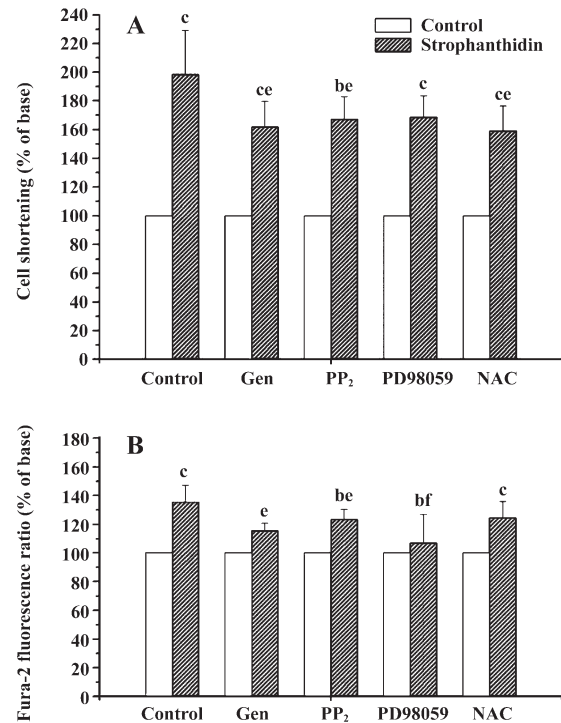 A
Control
Strophanthidin
Cell shortening (% of base)
240
220
200
180
160
140
120
100
80
60
40
20
0
c
ce
be
c
ce
Control Gen PP₂ PD98059 NAC
B
Fura-2 fluorescence ratio (% of base)
180
160
140
120
100
80
60
40
20
0
c
e
be
bf
c
Control Gen PP₂ PD98059 NAC